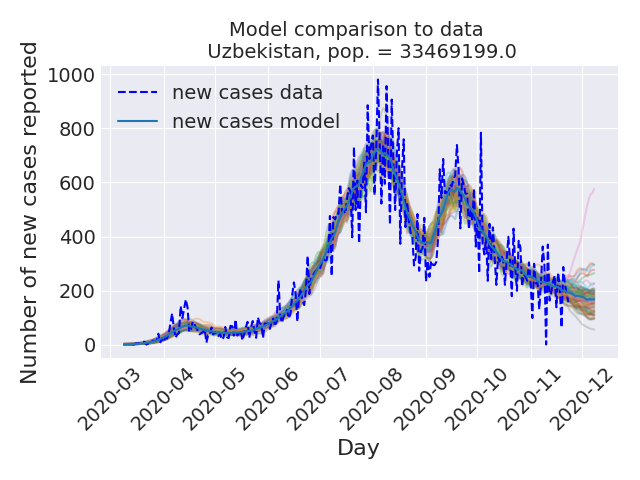 Model comparison to data
Uzbekistan, pop. = 33469199.0
Number of new cases reported
1000
800
600
400
200
0
new cases data
new cases model
2020-03
2020-04
2020-05
2020-06
2020-07
2020-08
2020-09
2020-10
2020-11
2020-12
Day